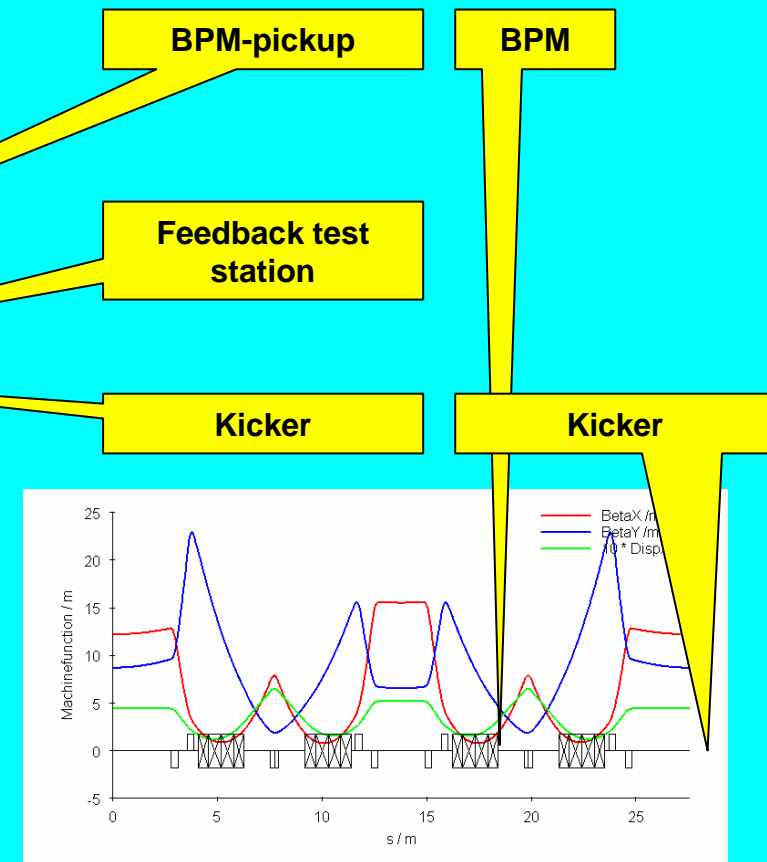 BPM-pickup
BPM
Feedback test
station
Kicker
Kicker
BetaX /m
BetaY /m
10 * Disp
25
20
15
10
5
0
-5
Machinefunction / m
0 5 10 15 20 25
s / m